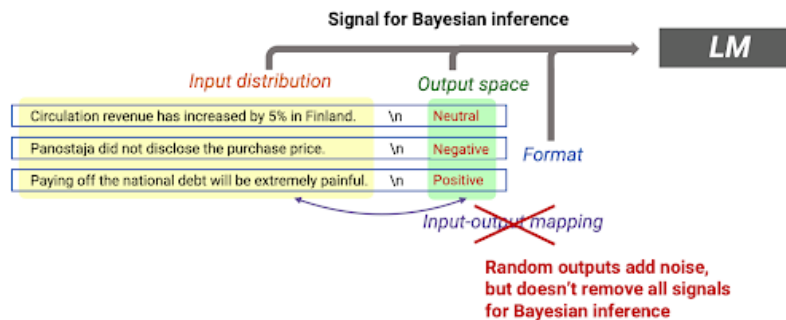 Signal for Bayesian inference
LM
Input distribution
Output space
Circulation revenue has increased by 5% in Finland. \n Neutral
Panostaja did not disclose the purchase price. \n Negative
Format
Paying off the national debt will be extremely painful. \n Positive
Input-output mapping
Random outputs add noise,
but doesn't remove all signals
for Bayesian inference